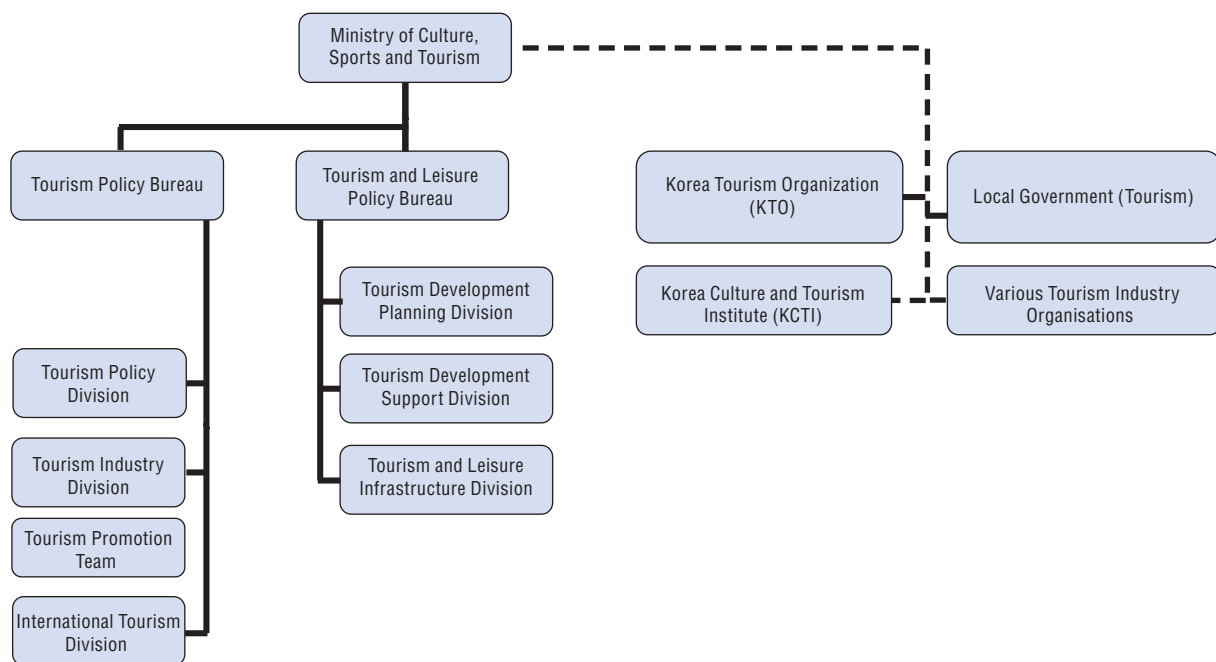 Ministry of Culture,
Sports and Tourism
Tourism Policy Bureau
Tourism and Leisure
Policy Bureau
Korea Tourism Organization
(KTO)
Local Government (Tourism)
Tourism Development
Planning Division
Korea Culture and Tourism
Institute (KCTI)
Various Tourism Industry
Organisations
Tourism Policy
Division
Tourism Development
Support Division
Tourism Industry
Division
Tourism and Leisure
Infrastructure Division
Tourism Promotion
Team
International Tourism
Division